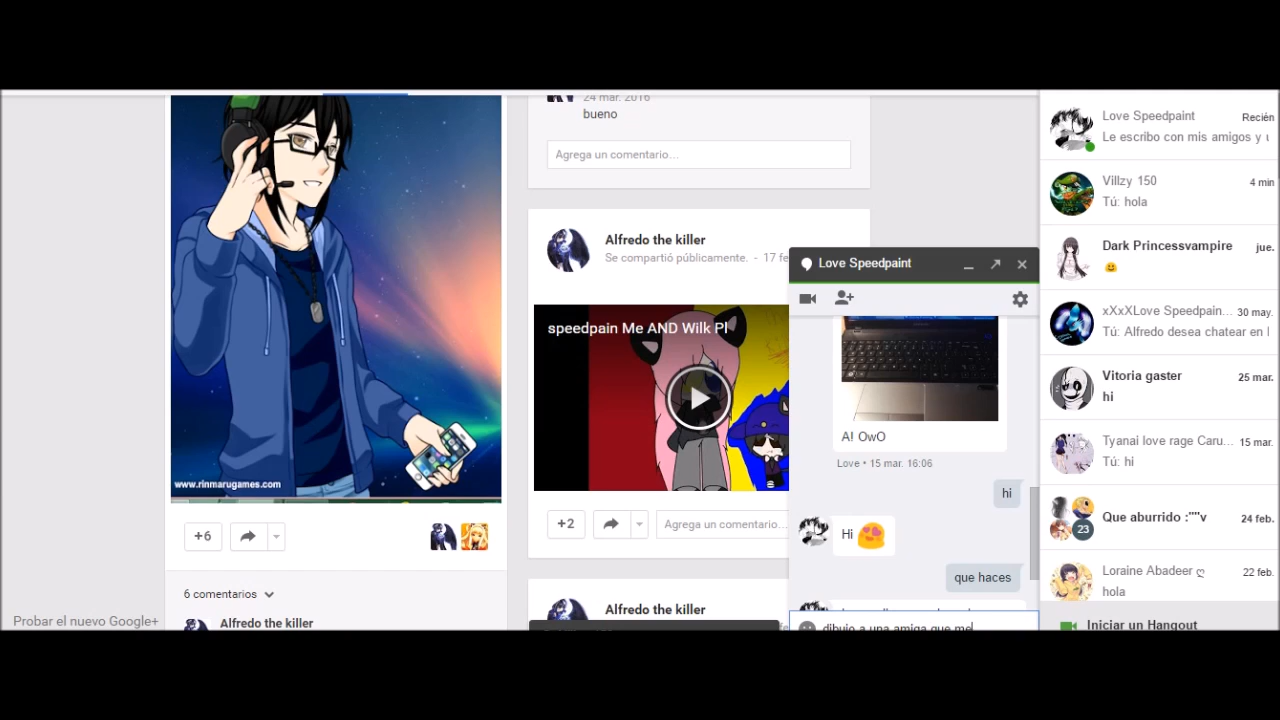 www.rinmarugames.com
+6
6 comentarios
Alfredo the killer
Probar el nuevo Google+
24 mar. 2016
bueno
Agrega un comentario...
Alfredo the killer
Se compartió públicamente. - 17 fe
speedpain Me AND Wilk Pl
+2
Agrega un comentario...
Alfredo the killer
Love Speedpaint
A! OwO
Love • 15 mar. 16:06
hi
Hi
que haces
dibujo a una amiga que me
Love Speedpaint
Recién
Le escribo con mis amigos y u
Villzy 150
4 min
Tú: hola
Dark Princessvampire
jue.
xXxXLove Speedpain...
30 may.
Tú: Alfredo desea chatear en l
Vitoria gaster
25 mar.
hi
Tyanai love rage Caru...
15 mar.
Tú: hi
23
Que aburrido :""v
24 feb.
Loraine Abadeer ღ
22 feb.
hola
Iniciar un Hangout